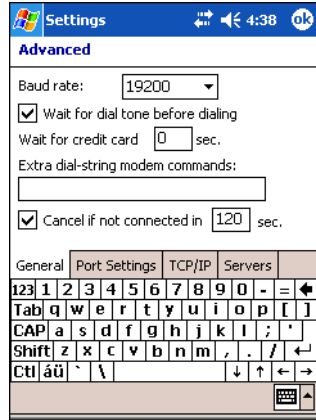 Settings 4:38 ok
Advanced
Baud rate: 19200
Wait for dial tone before dialing
Wait for credit card 0 sec.
Extra dial-string modem commands:
Cancel if not connected in 120 sec.
General Port Settings TCP/IP Servers
123 1 2 3 4 5 6 7 8 9 0 - =
Tab q w e r t y u i o p [ ]
CAP a s d f g h j k l ; '
Shift z x c v b n m , . /
Ctl áü ` \